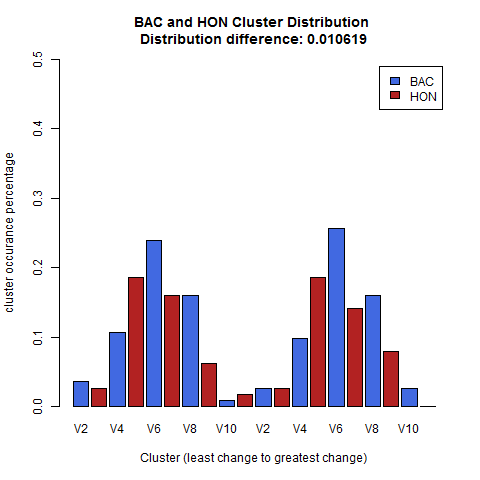 BAC and HON Cluster Distribution
Distribution difference: 0.010619
BAC
HON
cluster occurance percentage
0.5
0.4
0.3
0.2
0.1
0.0
V2 V4 V6 V8 V10 V2 V4 V6 V8 V10
Cluster (least change to greatest change)